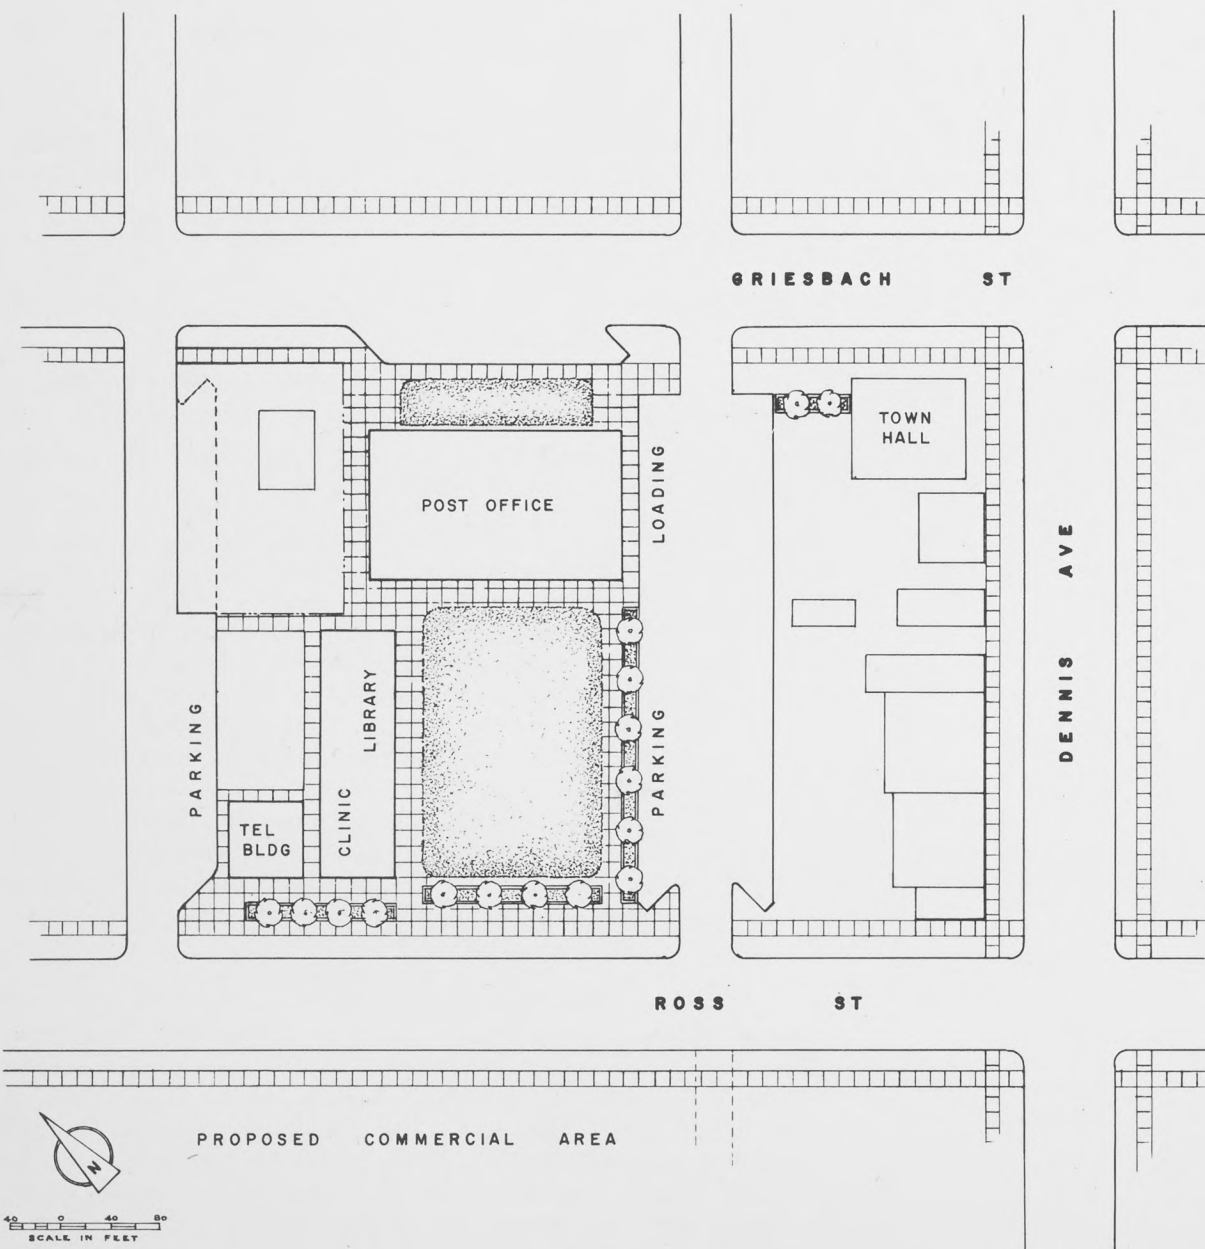 GRIESBACH ST
TOWN
HALL
POST OFFICE
LOADING
DENNIS AVE
LIBRARY
PARKING
PARKING
CLINIC
TEL
BLDG
ROSS ST
PROPOSED COMMERCIAL AREA
N
40 0 40 80
SCALE IN FEET